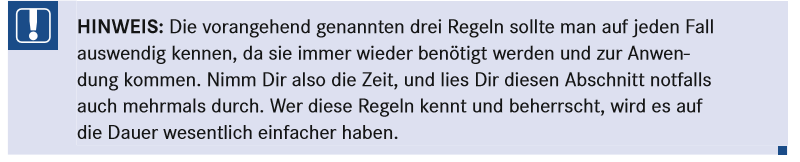 HINWEIS: Die vorangehend genannten drei Regeln sollte man auf jeden Fall
auswendig kennen, da sie immer wieder benötigt werden und zur Anwen-
dung kommen. Nimm Dir also die Zeit, und lies Dir diesen Abschnitt notfalls
auch mehrmals durch. Wer diese Regeln kennt und beherrscht, wird es auf
die Dauer wesentlich einfacher haben.